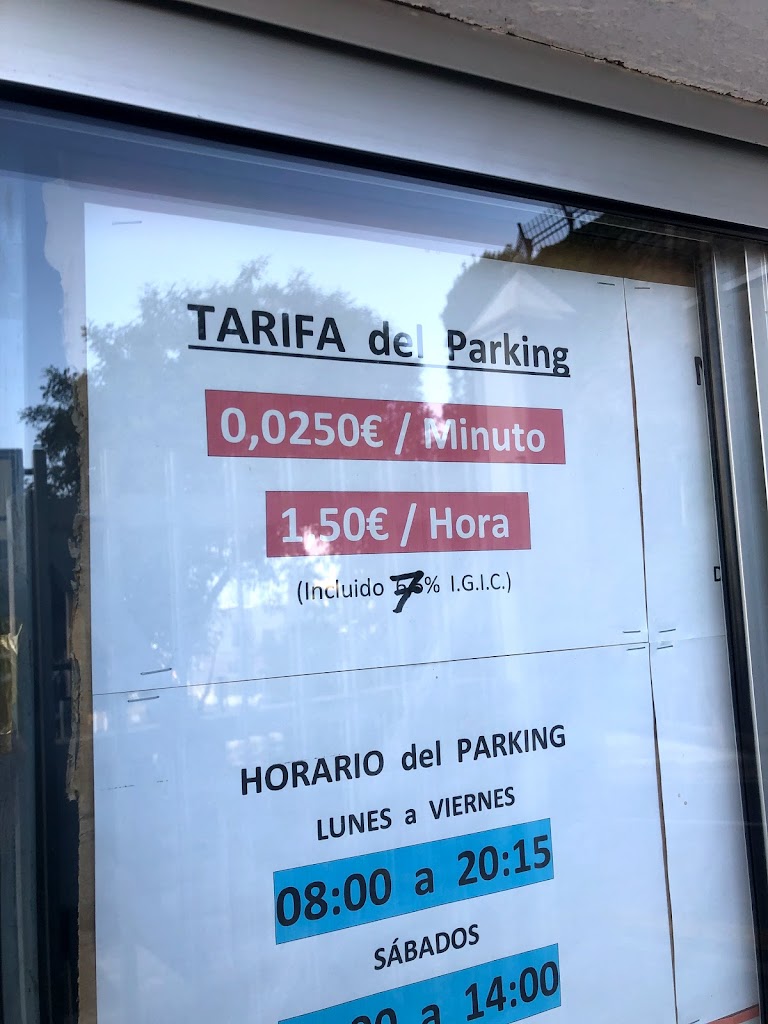 TARIFA del Parking
0,0250€ / Minuto
1,50€ / Hora
(Incluido 7% I.G.I.C.)
HORARIO del PARKING
LUNES a VIERNES
08:00 a 20:15
SÁBADOS
a 14:00